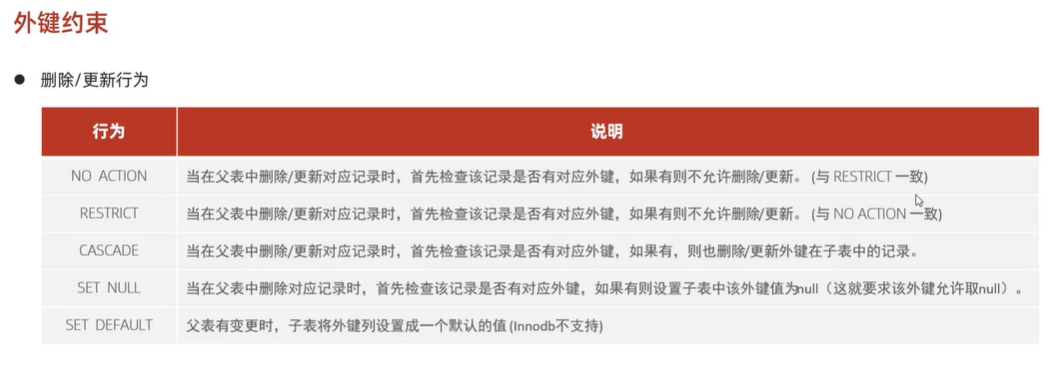 外键约束
● 删除/更新行为
行为 说明
NO ACTION 当在父表中删除/更新对应记录时，首先检查该记录是否有对应外键，如果有则不允许删除/更新。 (与 RESTRICT 一致)
RESTRICT 当在父表中删除/更新对应记录时，首先检查该记录是否有对应外键，如果有则不允许删除/更新。 (与 NO ACTION 一致)
CASCADE 当在父表中删除/更新对应记录时，首先检查该记录是否有对应外键，如果有，则也删除/更新外键在子表中的记录。
SET NULL 当在父表中删除对应记录时，首先检查该记录是否有对应外键，如果有则设置子表中该外键值为null（这就要求该外键允许取null）。
SET DEFAULT 父表有变更时，子表将外键列设置成一个默认的值 (Innodb不支持)